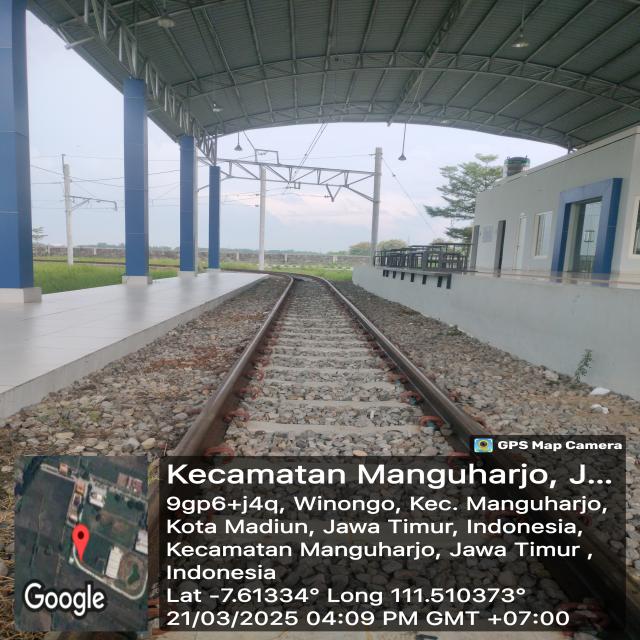 GPS Map Camera
Kecamatan Manguharjo, J...
9gp6+j4q, Winongo, Kec. Manguharjo,
Kota Madiun, Jawa Timur, Indonesia,
Kecamatan Manguharjo, Jawa Timur ,
Indonesia
Lat -7.61334° Long 111.510373°
21/03/2025 04:09 PM GMT +07:00
Google